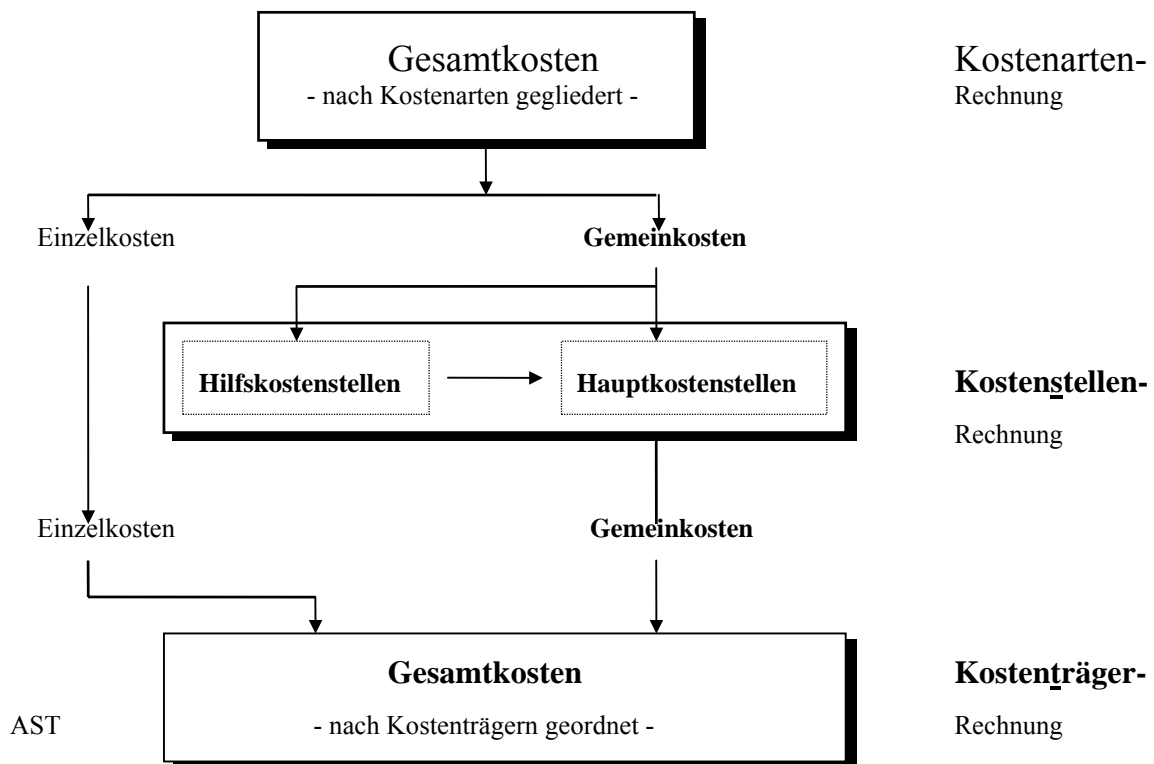 Gesamtkosten
Kostenarten-
- nach Kostenarten gegliedert -
Rechnung
Einzelkosten
Gemeinkosten
Hilfskostenstellen
Hauptkostenstellen
Kostenstellen-
Rechnung
Einzelkosten
Gemeinkosten
Gesamtkosten
Kostenträger-
AST
- nach Kostenträgern geordnet -
Rechnung